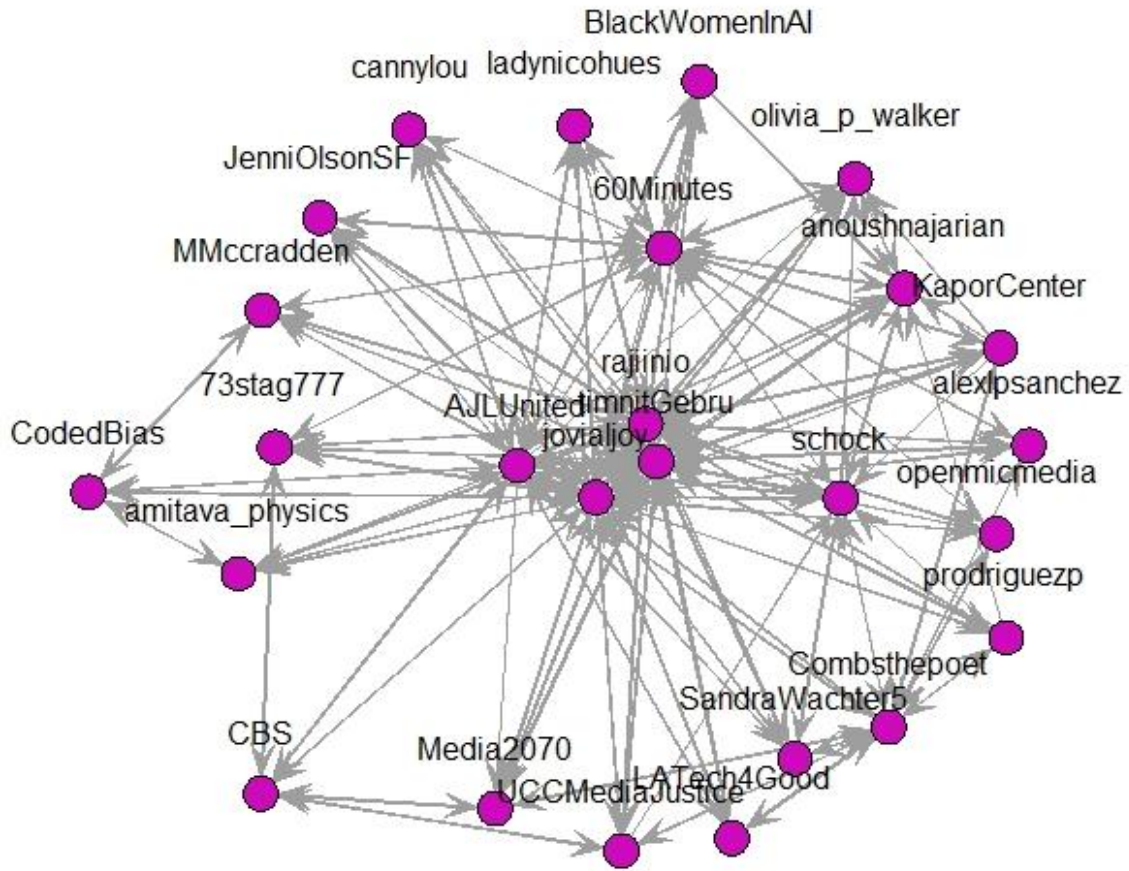 BlackWomenInAI
cannylou
ladynicohues
olivia_p_walker
JenniOlsonSF
60Minutes
anoushnajarian
MMccradden
KaporCenter
rajiinio
73stag777
alexlpsanchez
AJLUnited
timnitGebru
CodedBias
jovialjoy
schock
openmicmedia
amitava_physics
prodriguezp
Combsthepoet
SandraWachter5
CBS
Media2070
LATech4Good
UCCMediaJustice